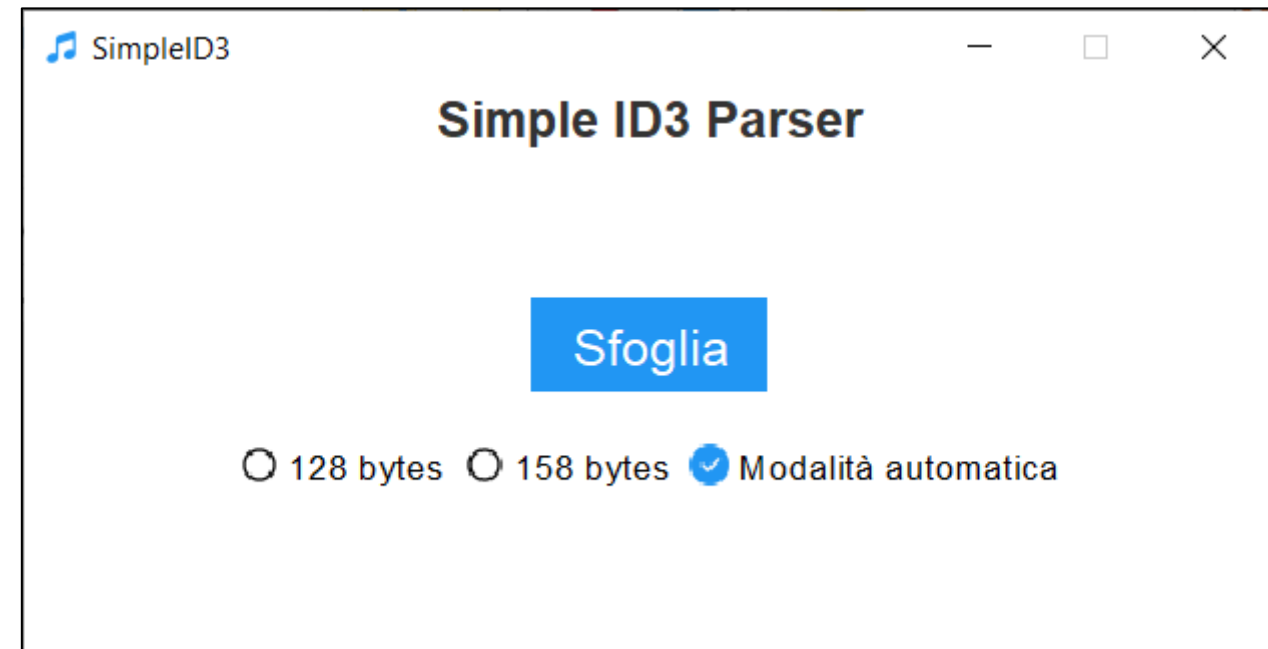 SimpleID3
Simple ID3 Parser
Sfoglia
128 bytes 158 bytes Modalità automatica